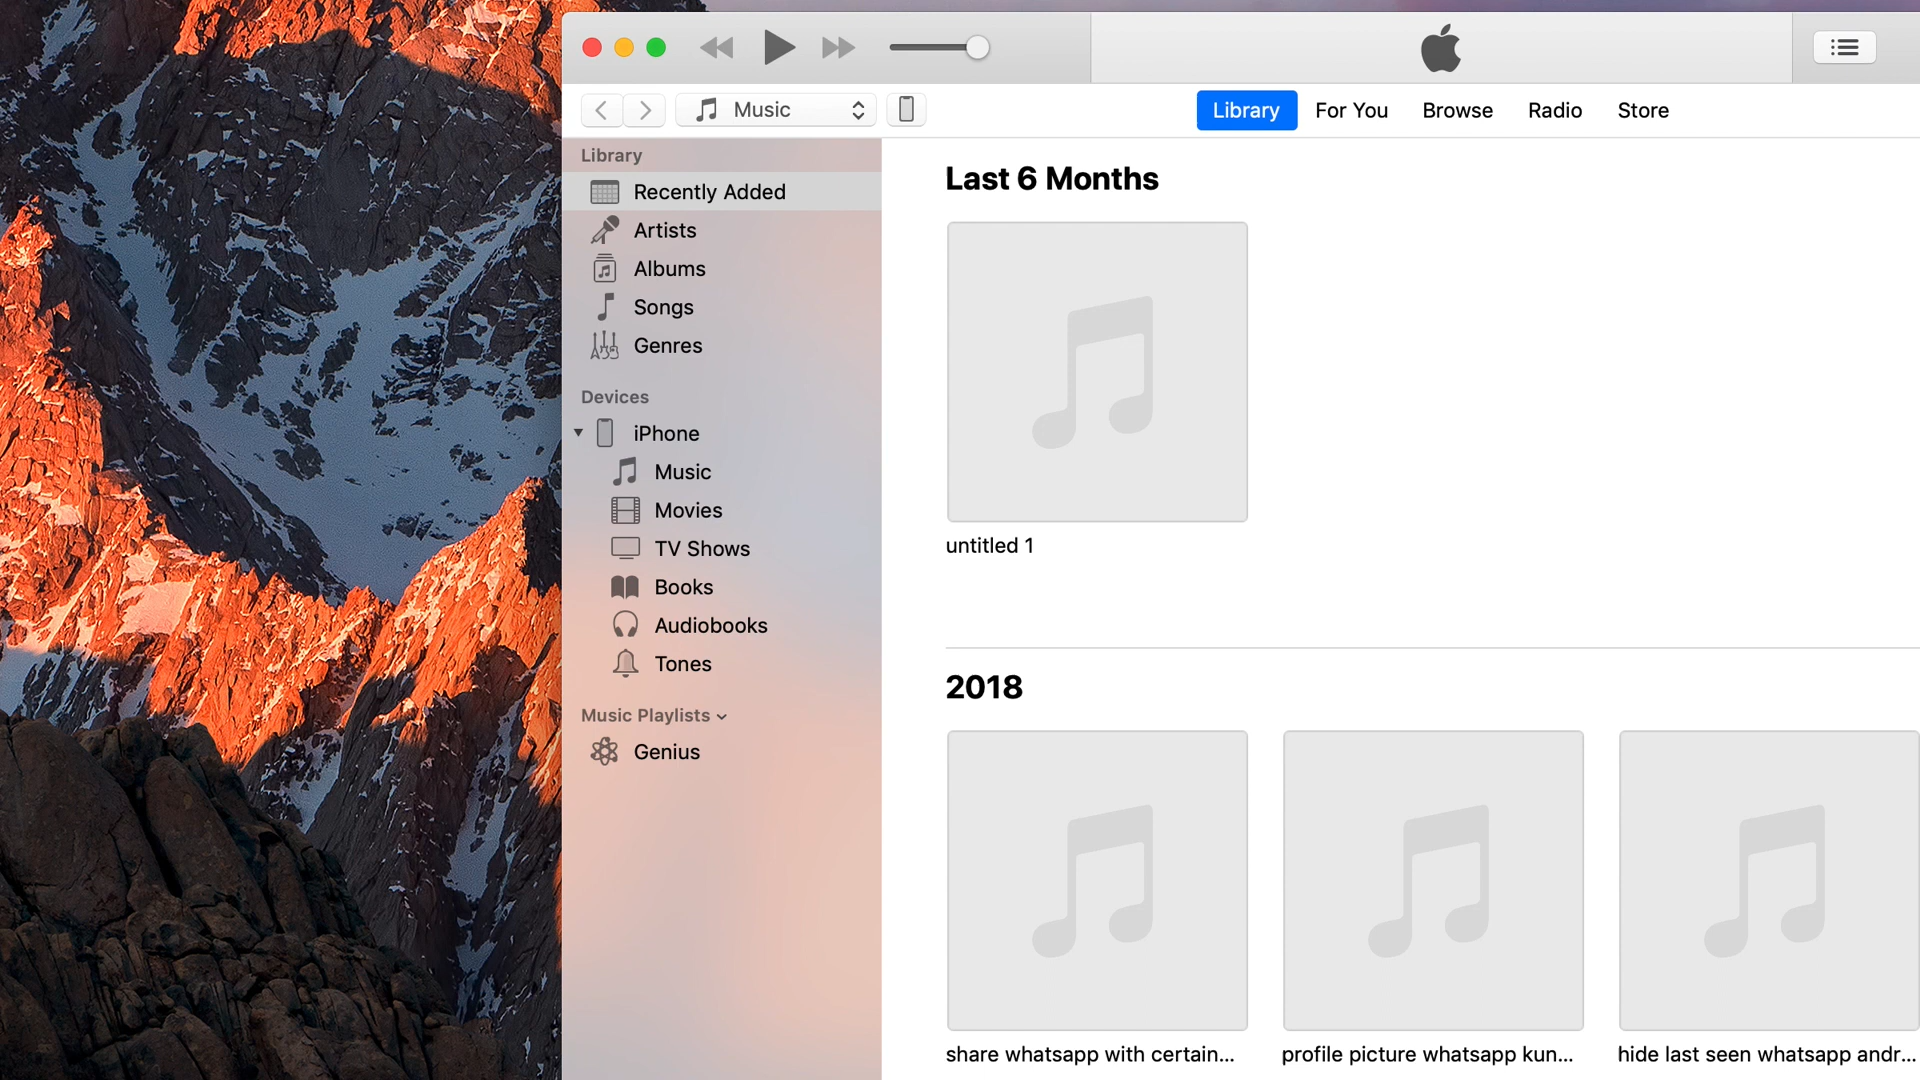 Music
Library
For You
Browse
Radio
Store
Library
Recently Added
Artists
Albums
Songs
Genres
Devices
iPhone
Music
Movies
TV Shows
Books
Audiobooks
Tones
Music Playlists
Genius
Last 6 Months
untitled 1
2018
share whatsapp with certain...
profile picture whatsapp kun...
hide last seen whatsapp andr...